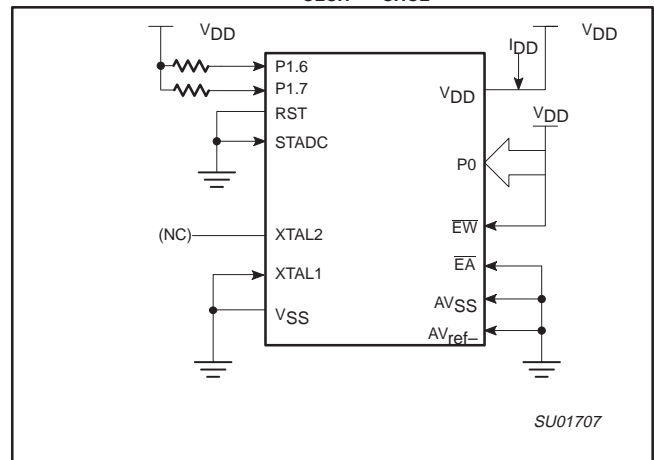 VDD
P1.6
P1.7
RST
STADC
(NC)
XTAL2
XTAL1
VSS
IDD
VDD
VDD
VDD
P0
EW
EA
AVSS
AVref–
SU01707